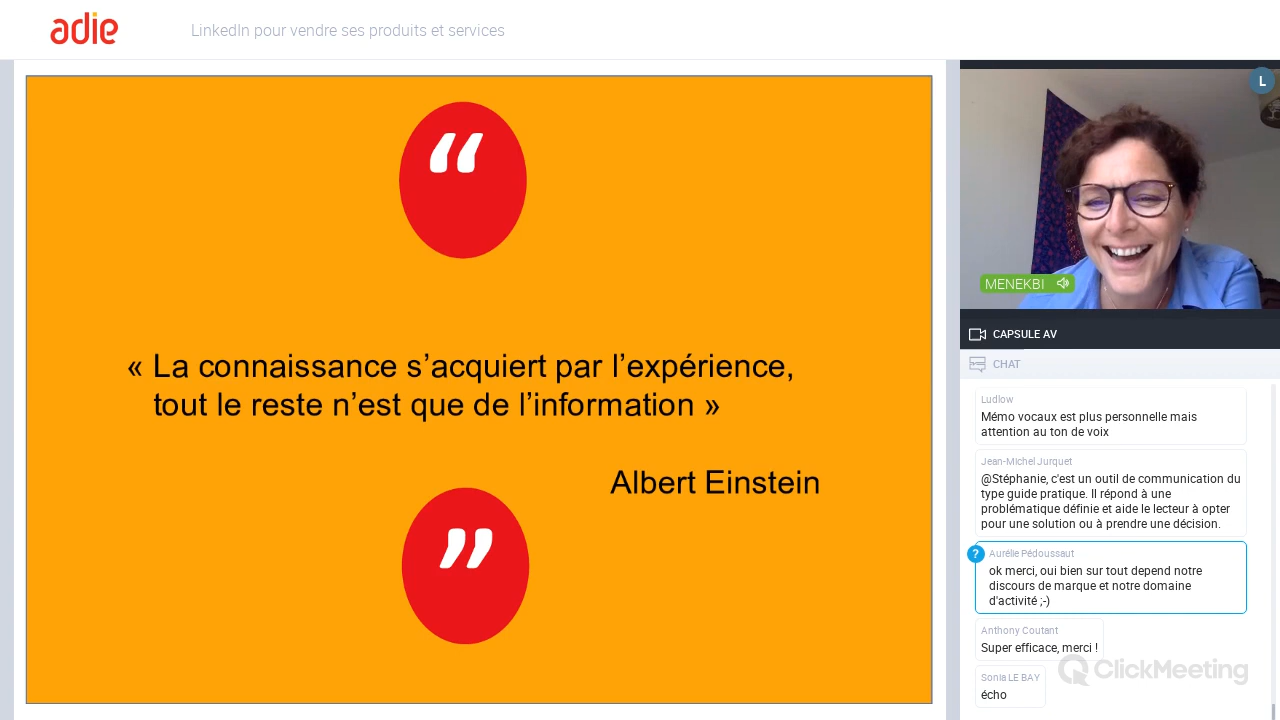 adie
LinkedIn pour vendre ses produits et services
“
« La connaissance s’acquiert par l’expérience,
tout le reste n’est que de l’information »
Albert Einstein
”
L
MENEKBI
CAPSULE AV
CHAT
Ludlow
Mémo vocaux est plus personnelle mais
attention au ton de voix
Jean-Michel Jurquet
@Stéphanie, c'est un outil de communication du
type guide pratique. Il répond à une
problématique définie et aide le lecteur à opter
pour une solution ou à prendre une décision.
?
Aurélie Pédoussaut
ok merci, oui bien sur tout depend notre
discours de marque et notre domaine
d'activité ;-)
Anthony Coutant
Super efficace, merci !
ClickMeeting
Sonia LE BAY
écho